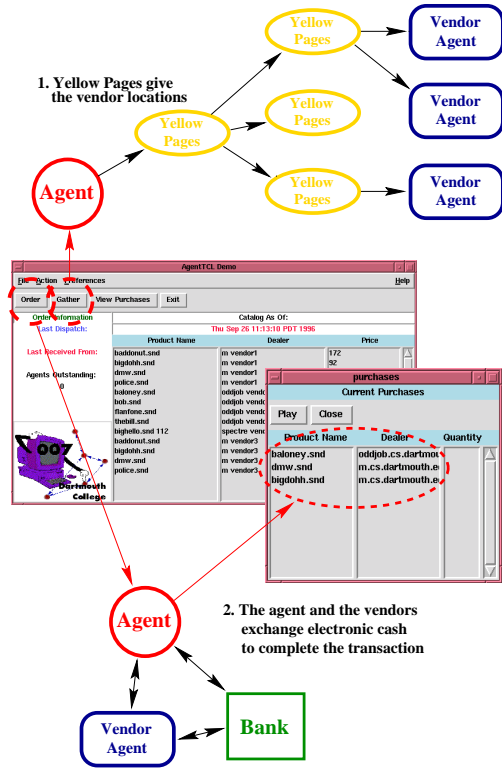 Yellow
Pages
Vendor
Agent
1. Yellow Pages give
the vendor locations
Yellow
Pages
Yellow
Pages
Vendor
Agent
Agent
Yellow
Pages
Vendor
Agent
AgentTCL Demo
File Action Preferences Help
Order Gather View Purchases Exit
Order Information
Last Dispatch:
Last Received From:
Agents Outstanding:
0
Catalog As Of:
Thu Sep 26 11:13:10 PDT 1996
Product Name Dealer Price
baddonut.snd m vendor1 172
bigdohh.snd m vendor1 92
dmw.snd m vendor1
police.snd m vendor1
baloney.snd oddjob vend
bob.snd oddjob vend
flanfone.snd oddjob vend
thebill.snd oddjob vend
bighello.snd 112 spectre vend
baddonut.snd m vendor3
bigdohh.snd m vendor3
dmw.snd m vendor3
police.snd m vendor3
007
Dartmouth
College
purchases
Current Purchases
Play Close
Product Name Dealer Quantity
baloney.snd oddjob.cs.dartmou
dmw.snd m.cs.dartmouth.e
bigdohh.snd m.cs.dartmouth.e
Agent
2. The agent and the vendors
exchange electronic cash
to complete the transaction
Vendor
Agent
Bank